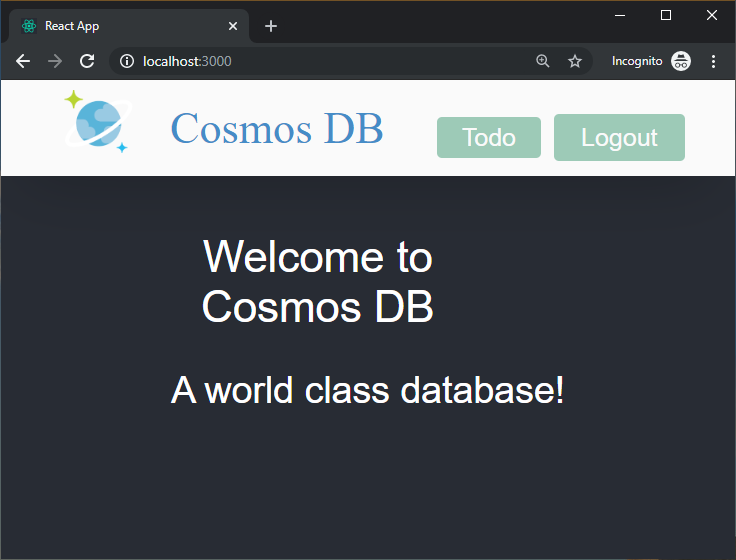 React App
localhost:3000
Incognito
Cosmos DB
Todo
Logout
Welcome to
Cosmos DB
A world class database!